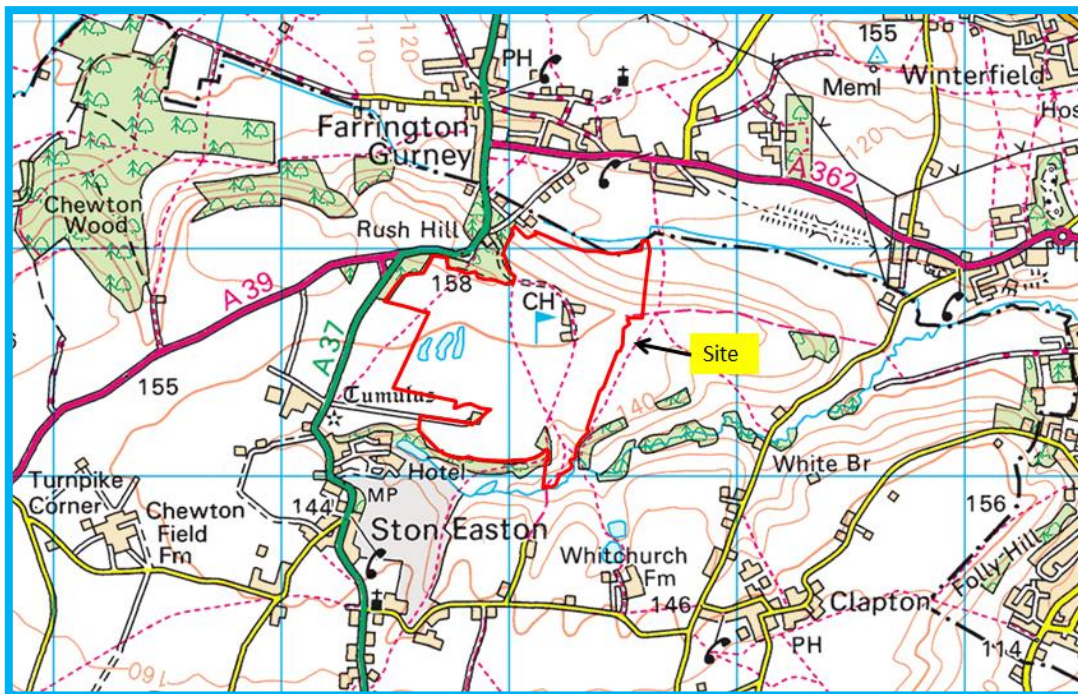 110
120
PH
155
Meml
Winterfield
Hos
Farrington
Gurney
120
A 362
Chewton
Wood
Rush Hill
158
CH
A 39
A 37
Site
155
Tumulus
140
Hotel
White Br
Turnpike
Corner
MP
144
156
Chewton
Field
Fm
Ston Easton
Whitchurch
Fm
Folly Hill
146
Clapton
PH
114
160